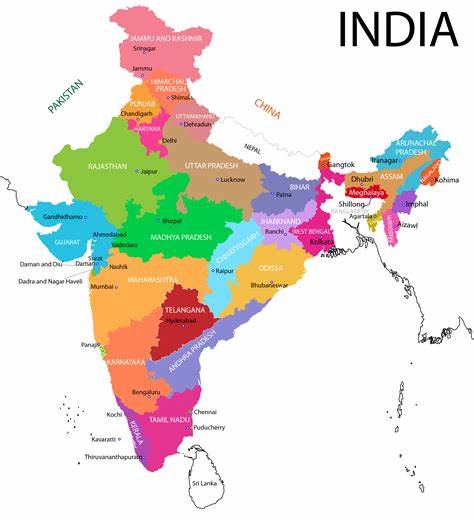 INDIA
JAMMU AND KASHMIR
Srinagar
Jammu
HIMACHAL
PRADESH
Shimal
PAKISTAN
PUNJAB
Chandigarh
UTTARAKHAND
Dehradun
HARYANA
Delhi
CHINA
NEPAL
RAJASTHAN
Jaipur
UTTAR PRADESH
Lucknow
Gangtok
ARUNACHAL
PRADESH
Itanagar
ASSAM
Dhubri
NAGALAND
Kohima
BIHAR
Patna
Meghalaya
Shillong
Imphal
BANGLADESH
Agartala
Aizawl
MIZORAM
Gandhidhamo
Ahmedabad
Vadodara
GUJARAT
Bhopal
MADHYA PRADESH
JHARKHAND
Ranchi
WEST BENGAL
Kolkata
CHHATTISGARH
Raipur
Surat
Daman
Daman and Diu
Nashik
Dadra and Nagar Haveli
Mumbai
MAHARASHTRA
ODISSA
Bhubaneswar
TELANGANA
Hyderabad
Panaji
GOA
KARNATAKA
ANDHRA PRADESH
Bengaluru
Chennai
Kochi
TAMIL NADU
Puducherry
Kavaratti
KERALA
Thiruvananthapuram
Sri Lanka